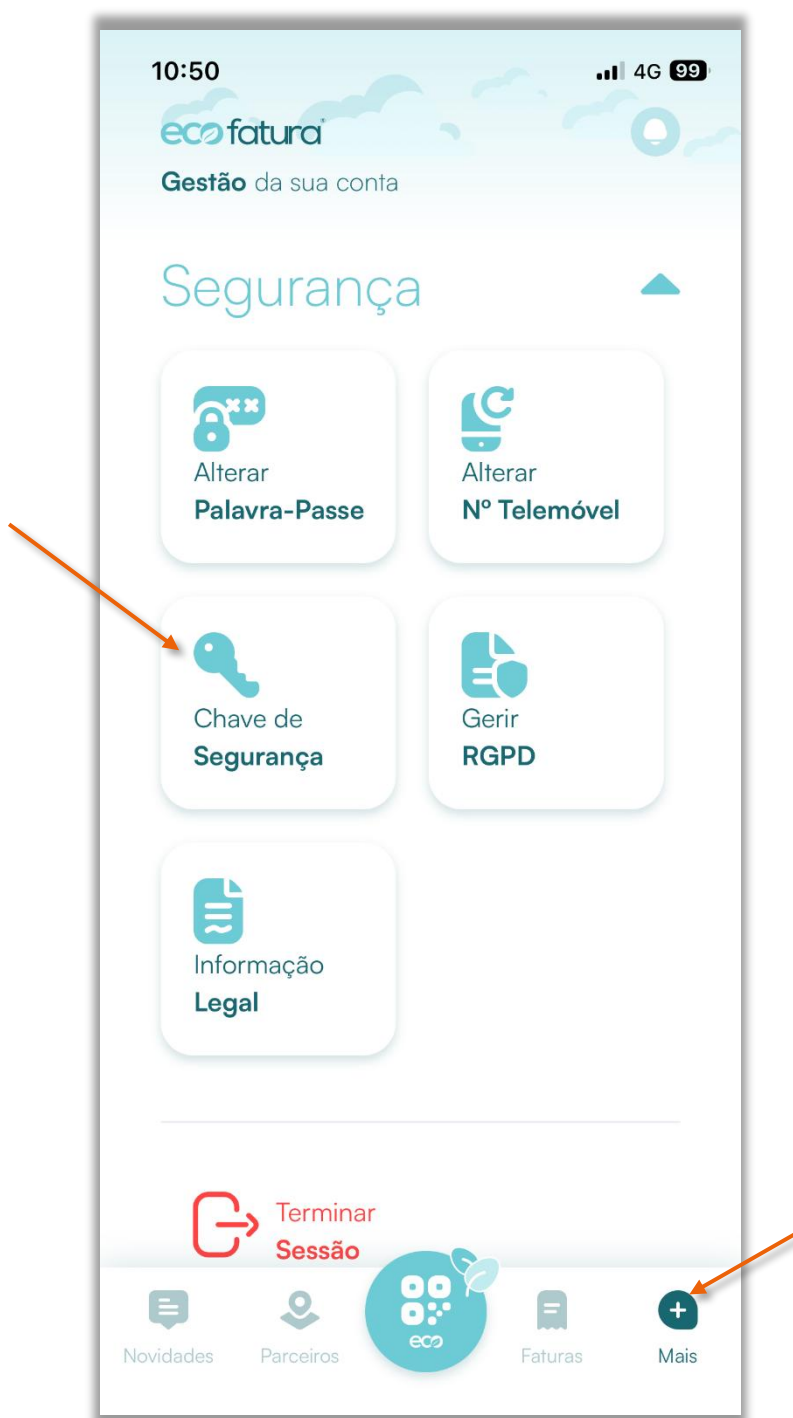 10:50
4G 99
ecofatura
Gestão da sua conta
Segurança
Alterar
Palavra-Passe
Alterar
Nº Telemóvel
Chave de
Segurança
Gerir
RGPD
Informação
Legal
Terminar
Sessão
eco
Novidades
Parceiros
Faturas
Mais